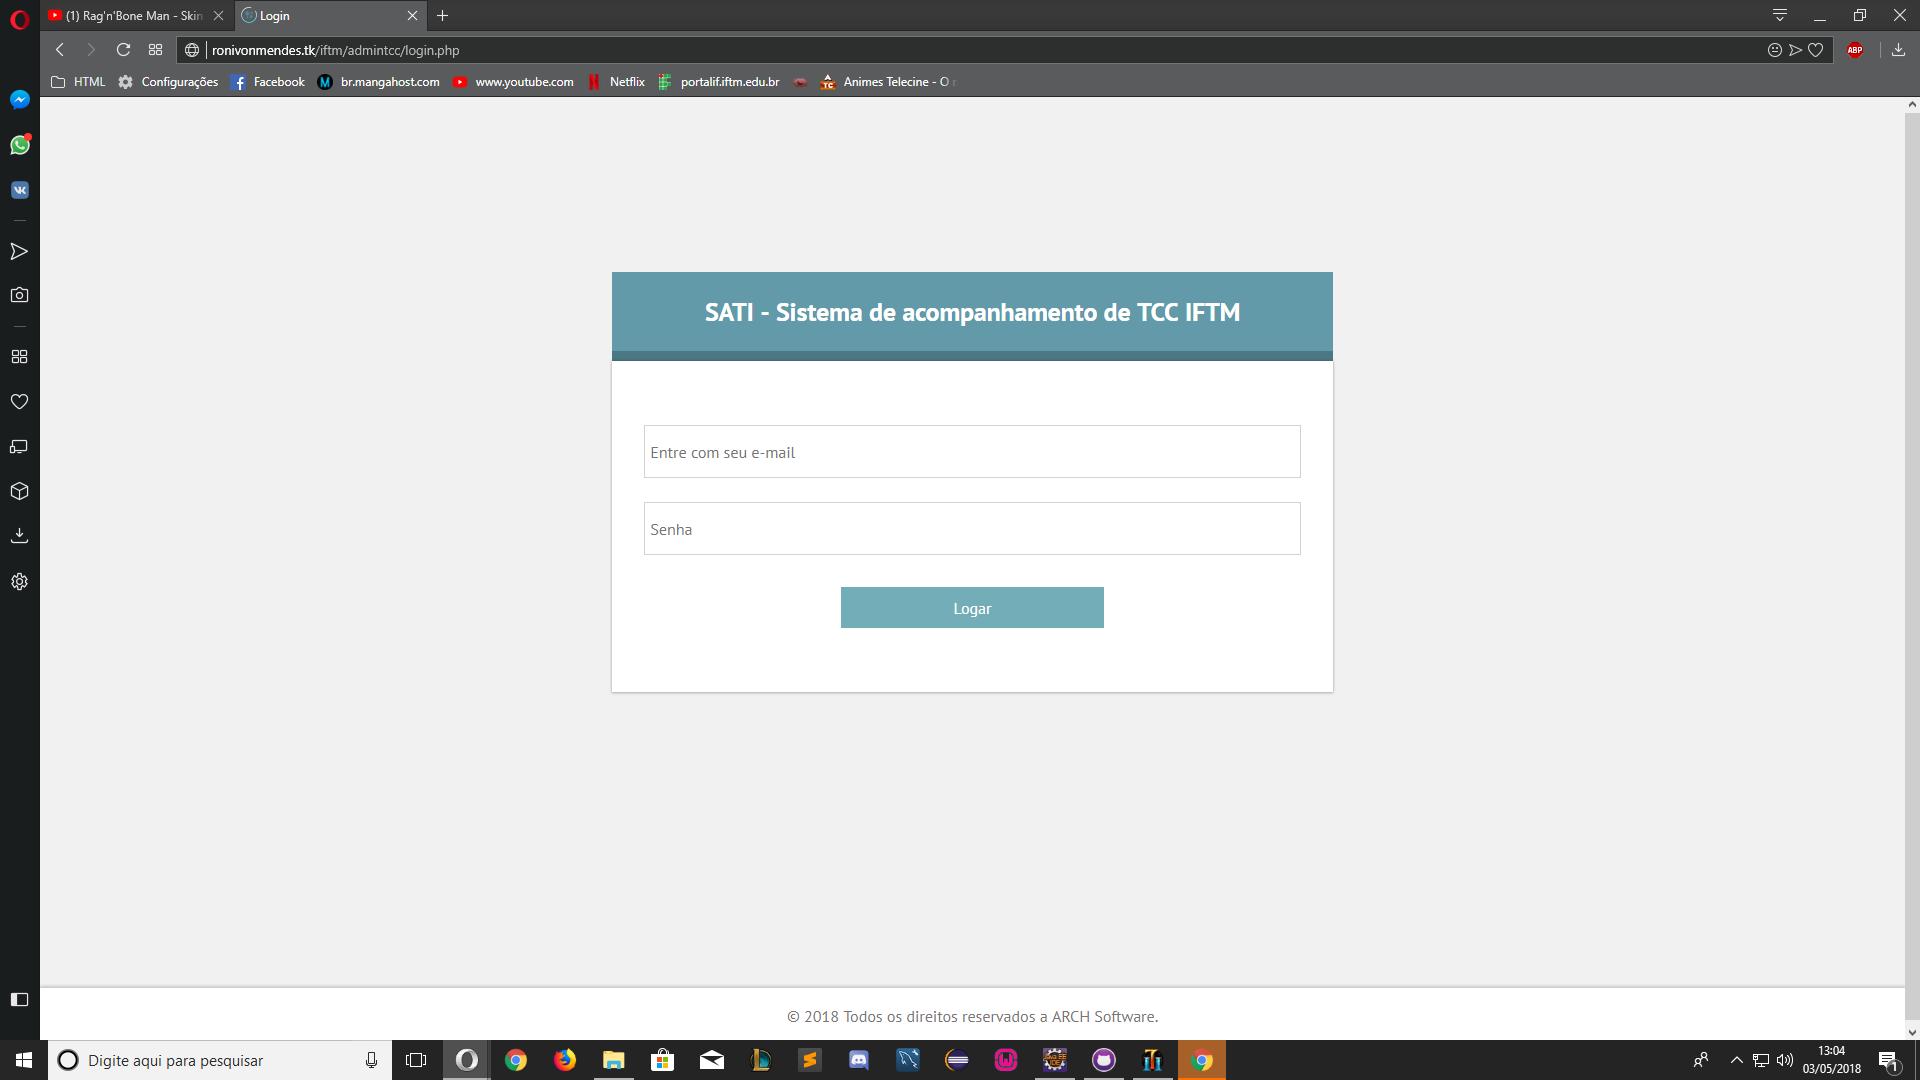 (1) Rag'n'Bone Man - Skin
Login
ronivonmendes.tk/iftm/admintcc/login.php
ABP
HTML
Configurações
Facebook
br.mangahost.com
www.youtube.com
Netflix
portalif.iftm.edu.br
Animes Telecine - O
SATI - Sistema de acompanhamento de TCC IFTM
Entre com seu e-mail
Senha
Logar
© 2018 Todos os direitos reservados a ARCH Software.
Digite aqui para pesquisar
13:04
03/05/2018
1